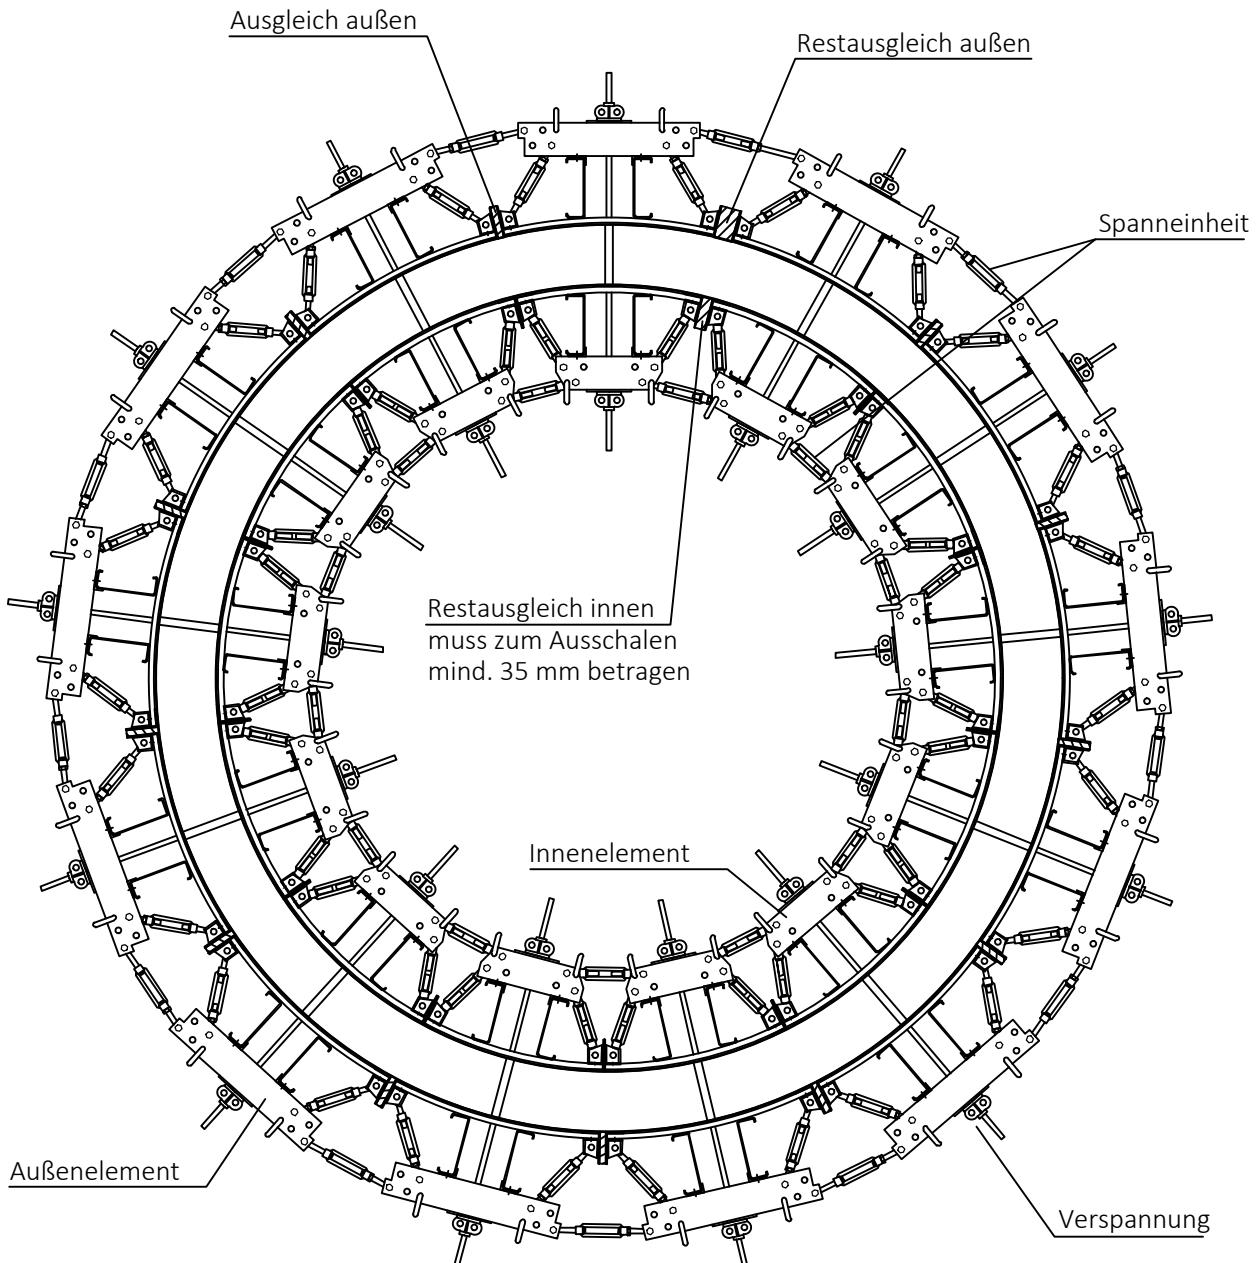 Ausgleich außen
Restausgleich außen
Spanneinheit
Restausgleich innen
muss zum Ausschalen
mind. 35 mm betragen
Innenelement
Außenelement
Verspannung